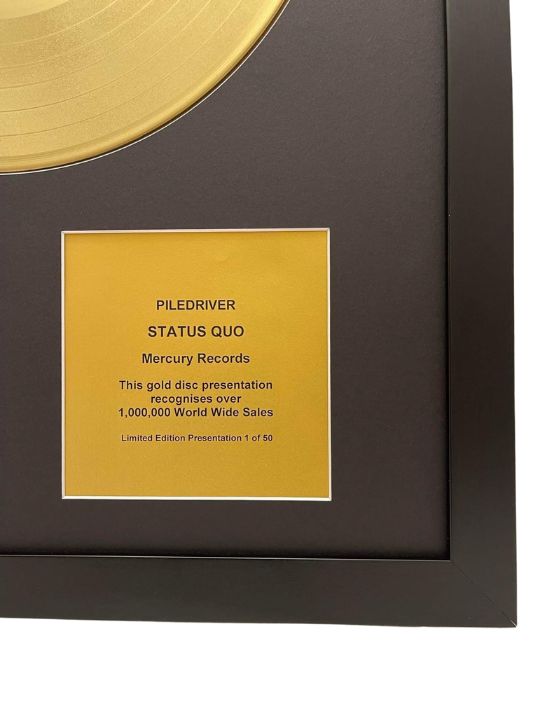 PILEDRIVER
STATUS QUO
Mercury Records
This gold disc presentation
recognises over
1,000,000 World Wide Sales
Limited Edition Presentation 1 of 50